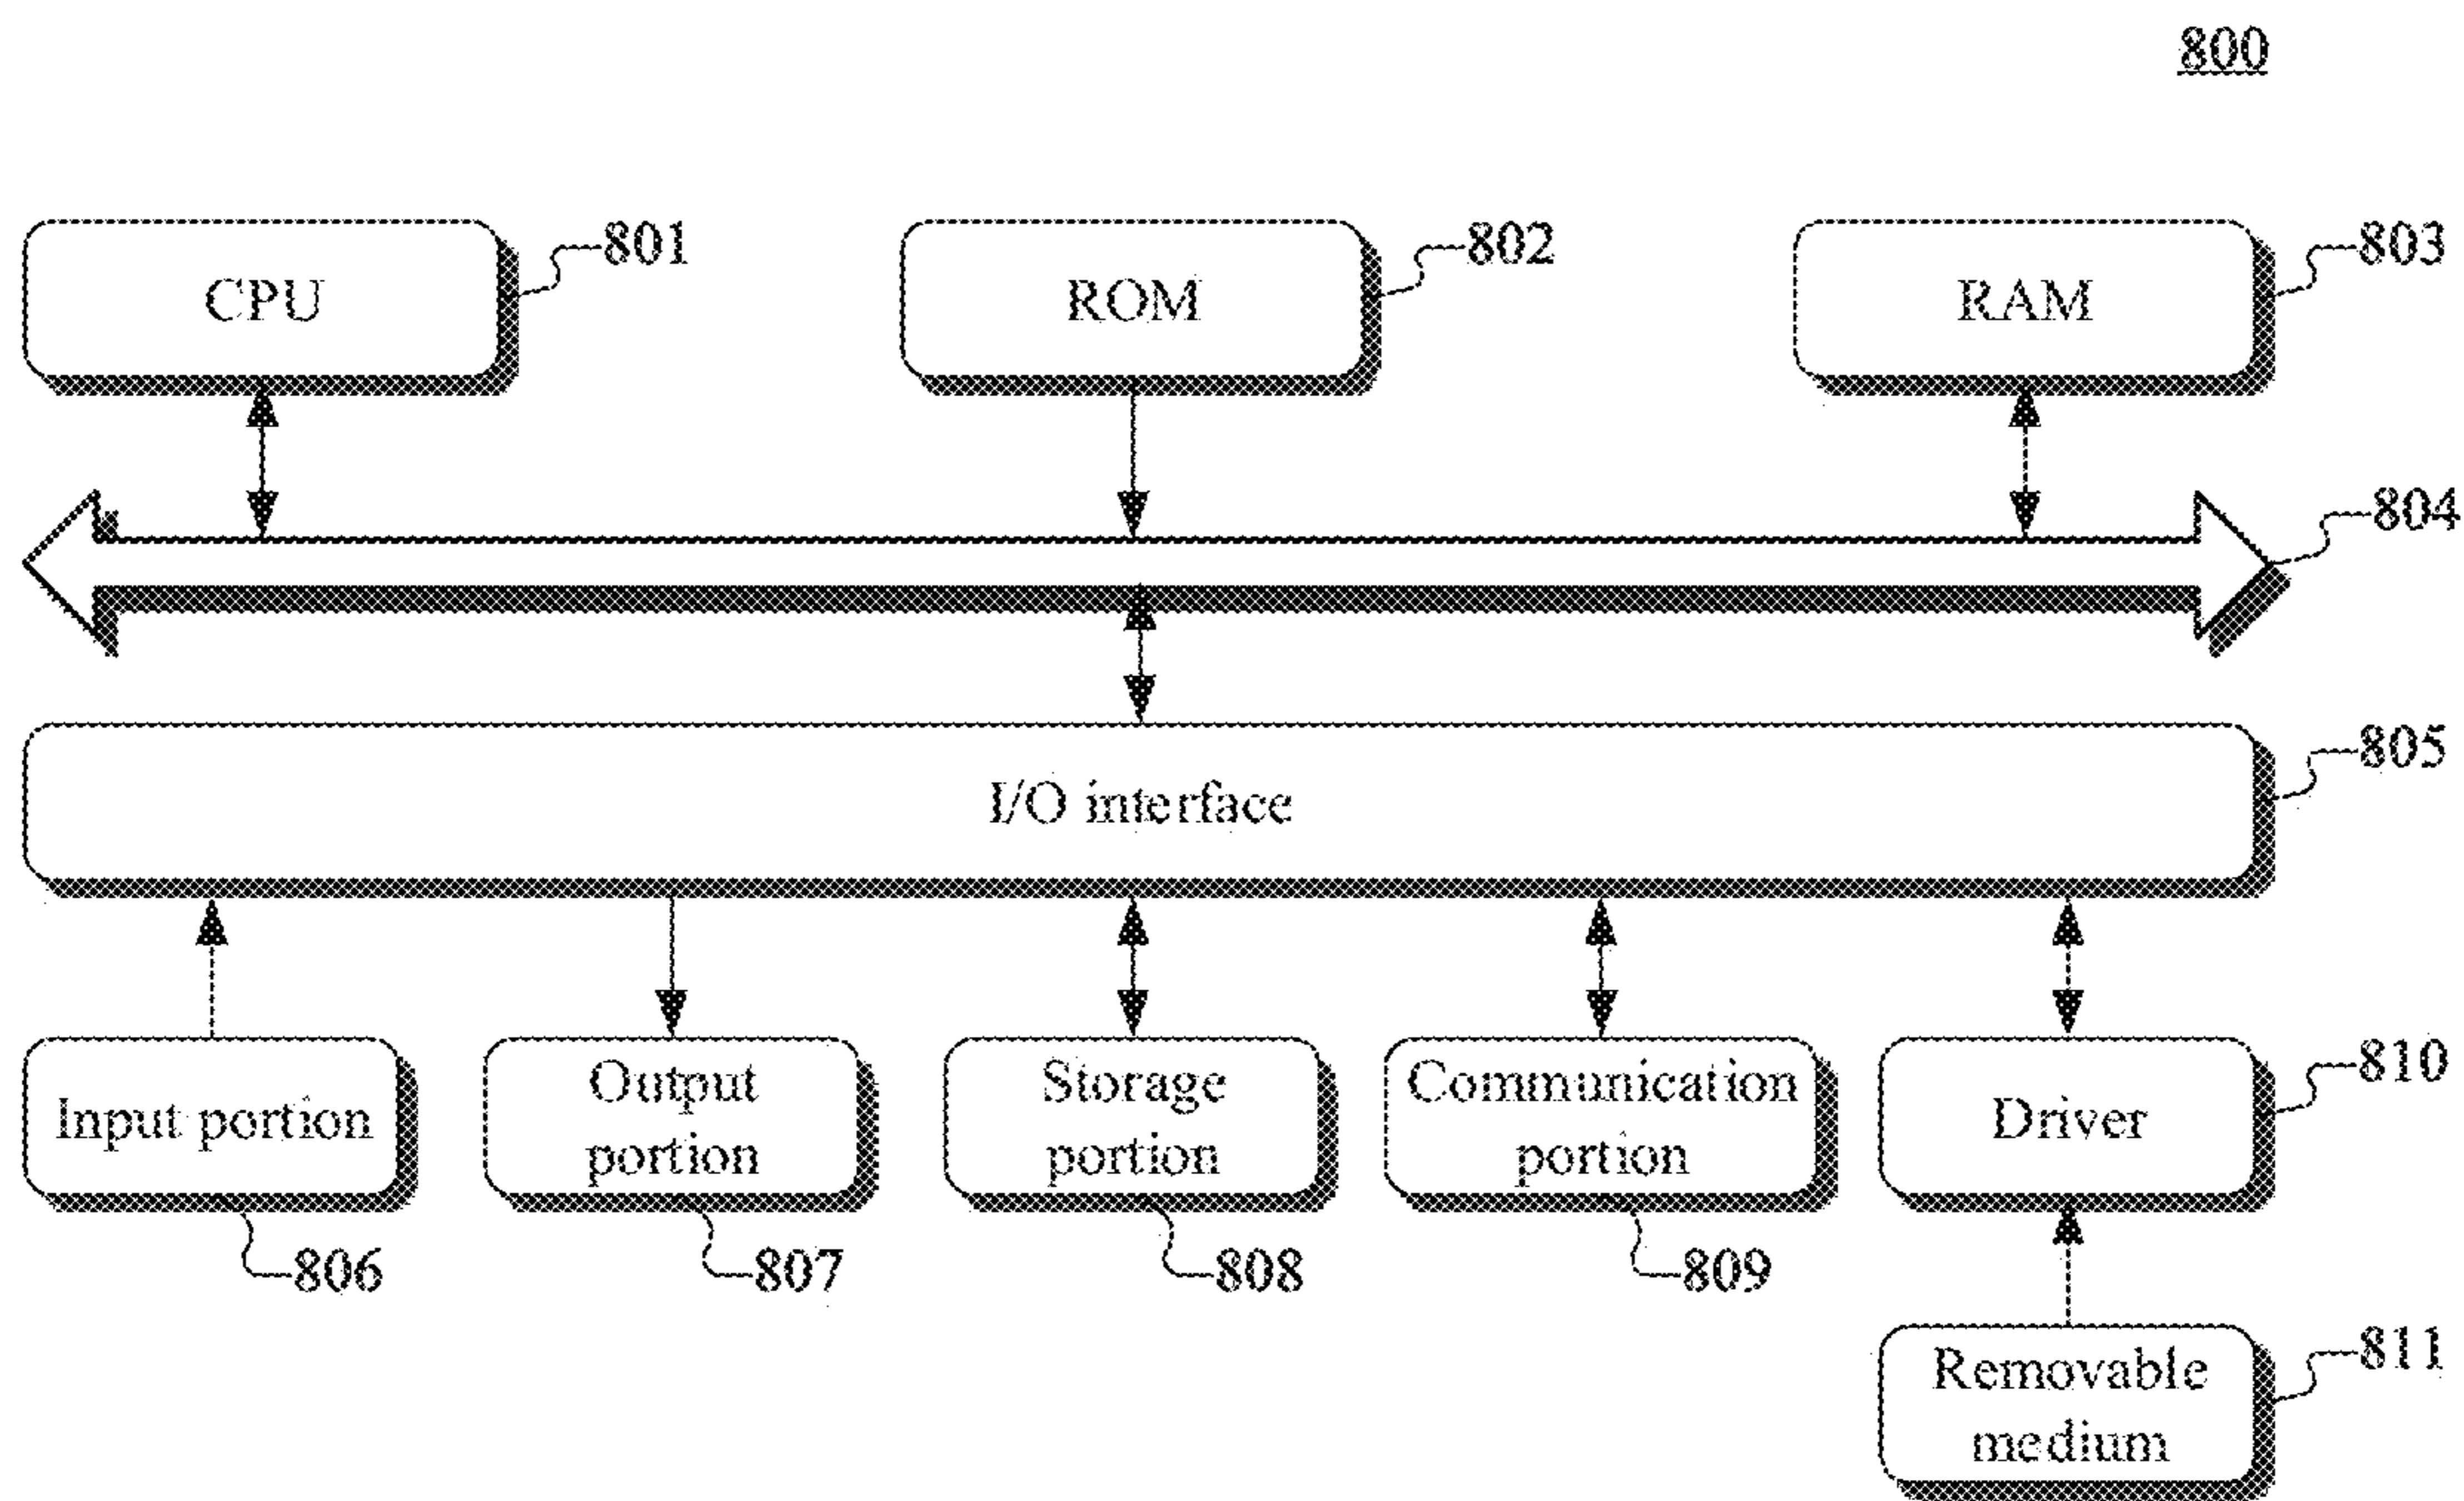 800
CPU
801
ROM
802
RAM
803
804
I/O interface
805
Input portion
806
Output
portion
807
Storage
portion
808
Communication
portion
809
Driver
810
Removable
medium
811